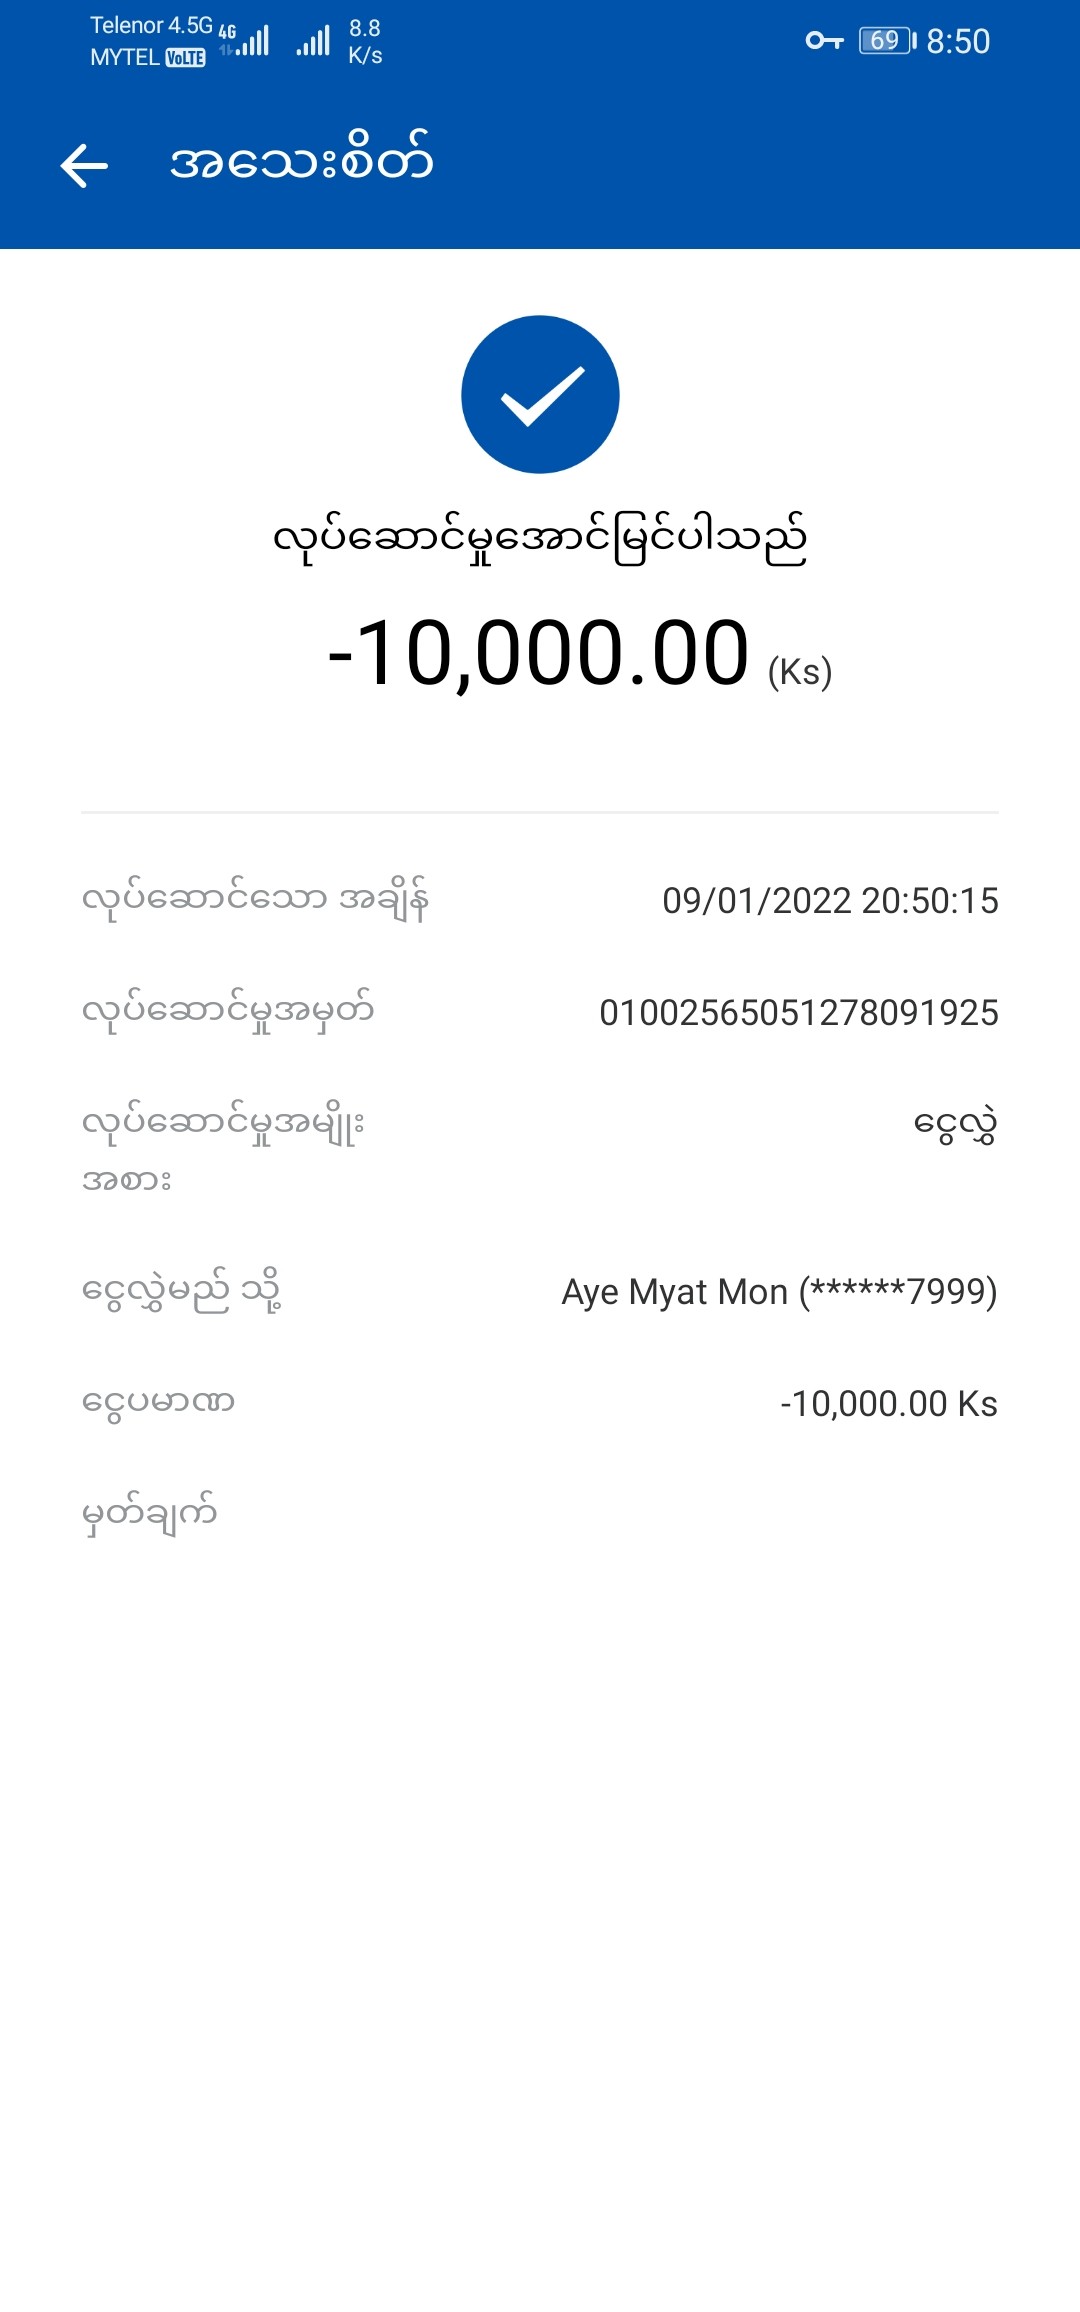 Telenor 4.5G 4G 8.8
MYTEL VoLTE K/s 69 8:50
အသေးစိတ်
လုပ်ဆောင်မှုအောင်မြင်ပါသည်
-10,000.00 (Ks)
လုပ်ဆောင်သော အချိန် 09/01/2022 20:50:15
လုပ်ဆောင်မှုအမှတ် 01002565051278091925
လုပ်ဆောင်မှုအမျိုး ငွေလွှဲ
အစား
ငွေလွှဲမည် သို့ Aye Myat Mon (******7999)
ငွေပမာဏ -10,000.00 Ks
မှတ်ချက်